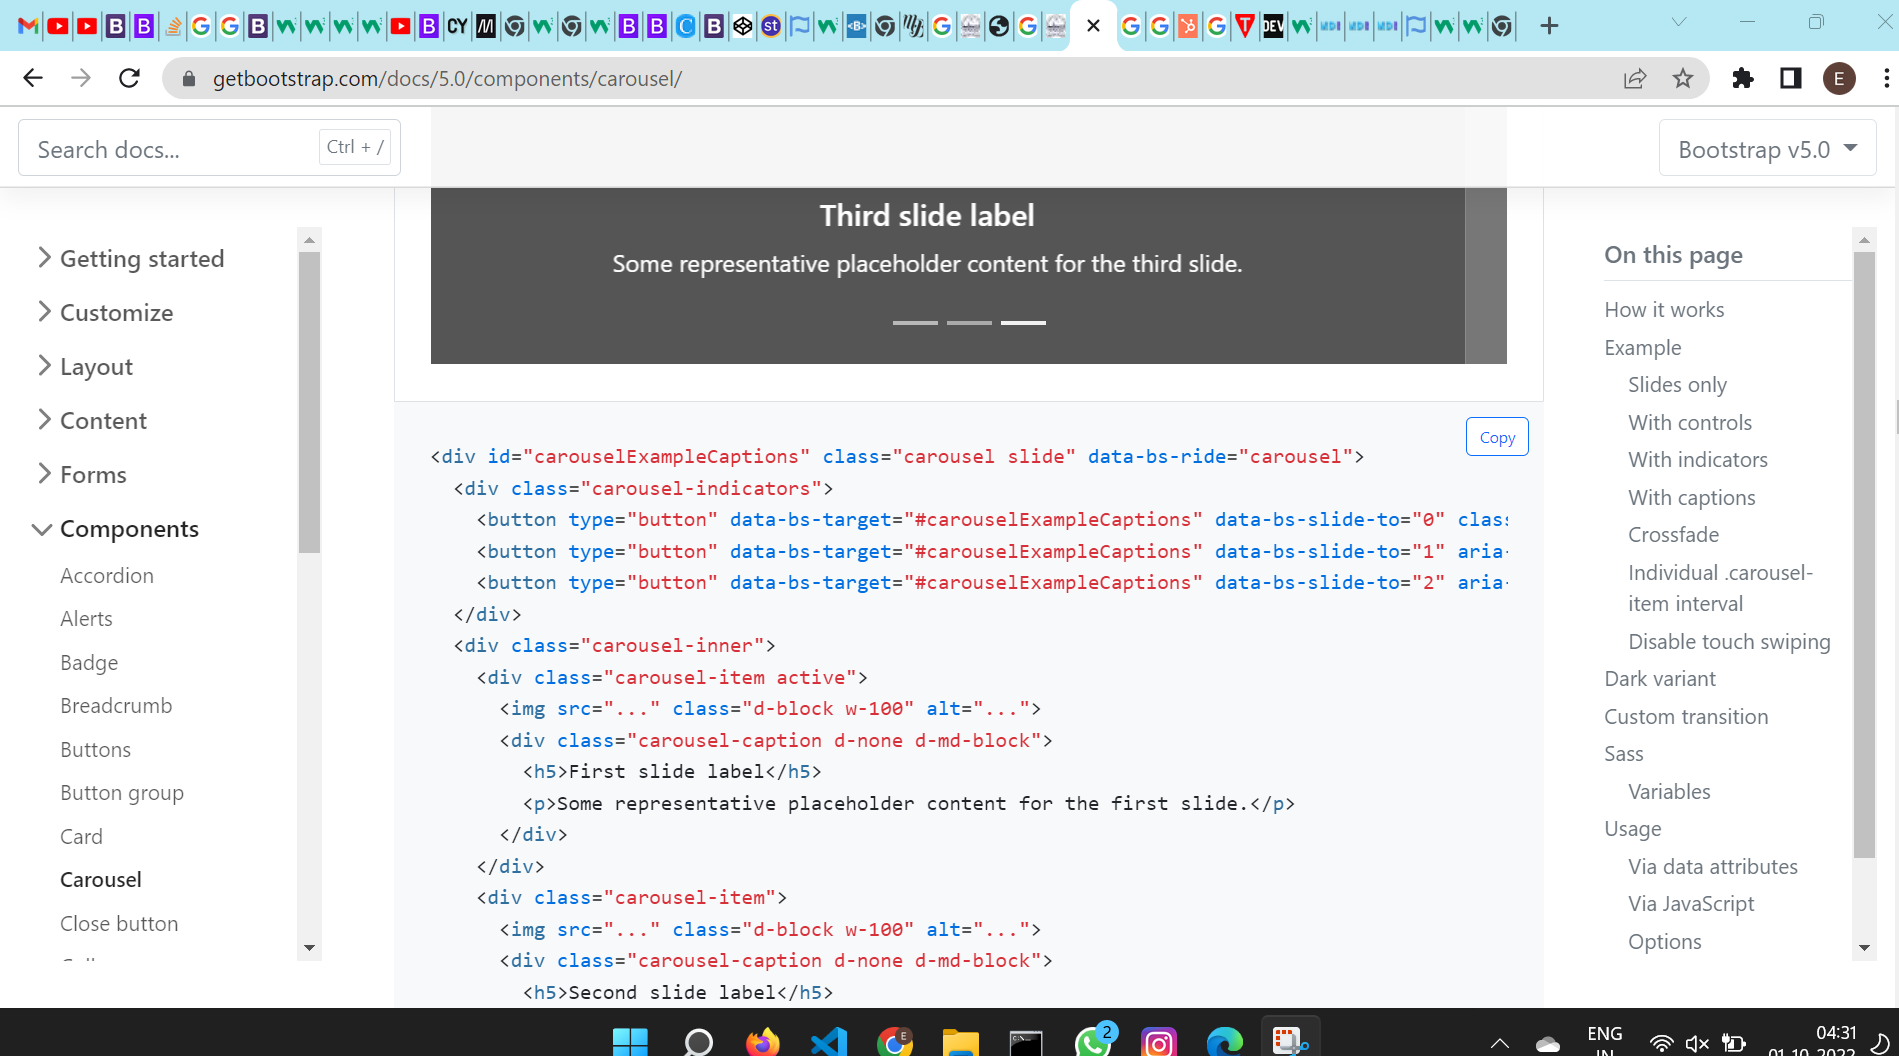 getbootstrap.com/docs/5.0/components/carousel/
E
Search docs...
Ctrl + /
Bootstrap v5.0
Getting started
Customize
Layout
Content
Forms
Components
Accordion
Alerts
Badge
Breadcrumb
Buttons
Button group
Card
Carousel
Close button
Third slide label
Some representative placeholder content for the third slide.
Copy
<div id="carouselExampleCaptions" class="carousel slide" data-bs-ride="carousel">
<div class="carousel-indicators">
<button type="button" data-bs-target="#carouselExampleCaptions" data-bs-slide-to="0" clas
<button type="button" data-bs-target="#carouselExampleCaptions" data-bs-slide-to="1" aria-
<button type="button" data-bs-target="#carouselExampleCaptions" data-bs-slide-to="2" aria-
</div>
<div class="carousel-inner">
<div class="carousel-item active">
<img src="..." class="d-block w-100" alt="...">
<div class="carousel-caption d-none d-md-block">
<h5>First slide label</h5>
<p>Some representative placeholder content for the first slide.</p>
</div>
</div>
<div class="carousel-item">
<img src="..." class="d-block w-100" alt="...">
<div class="carousel-caption d-none d-md-block">
<h5>Second slide label</h5>
On this page
How it works
Example
Slides only
With controls
With indicators
With captions
Crossfade
Individual .carousel-
item interval
Disable touch swiping
Dark variant
Custom transition
Sass
Variables
Usage
Via data attributes
Via JavaScript
Options
2
ENG
IN
04:31
01-10-2022